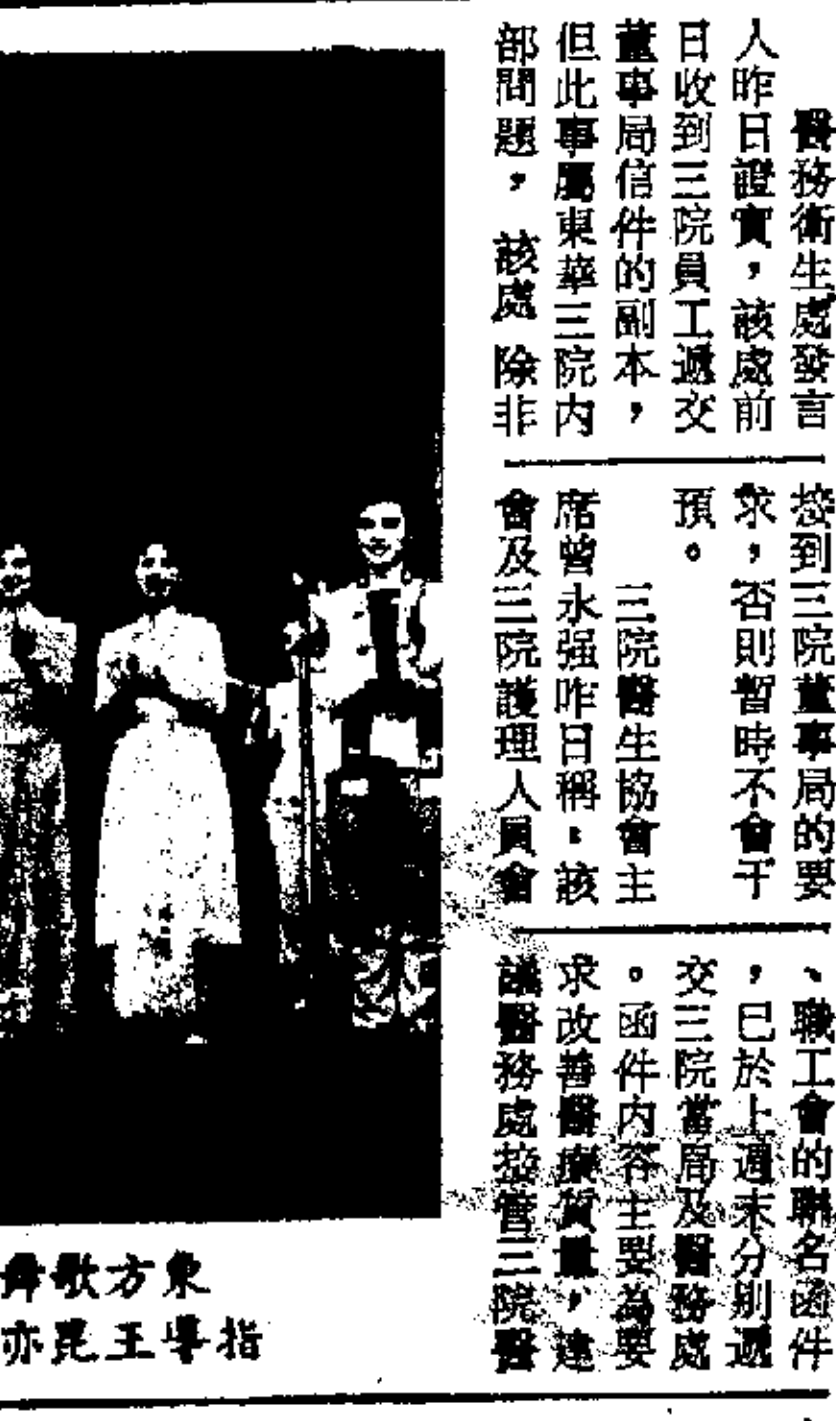 醫務衞生處發言
人昨日證實，該處前
日收到三院員工遞交
董事局信件的副本，
但此事屬東華三院內
部問題，該處除非
接到三院董事局的要
求，否則暫時不會干
預。
三院醫生協會主
席曾永强昨日稱：該
會及三院護理人員會
、職工會的聯名函件
，已於上週末分別遞
交三院當局及醫務處
。函件內容主要為要
求改善醫療質量，建
議醫務處接管三院醫
舞歌方東
亦昆王導指